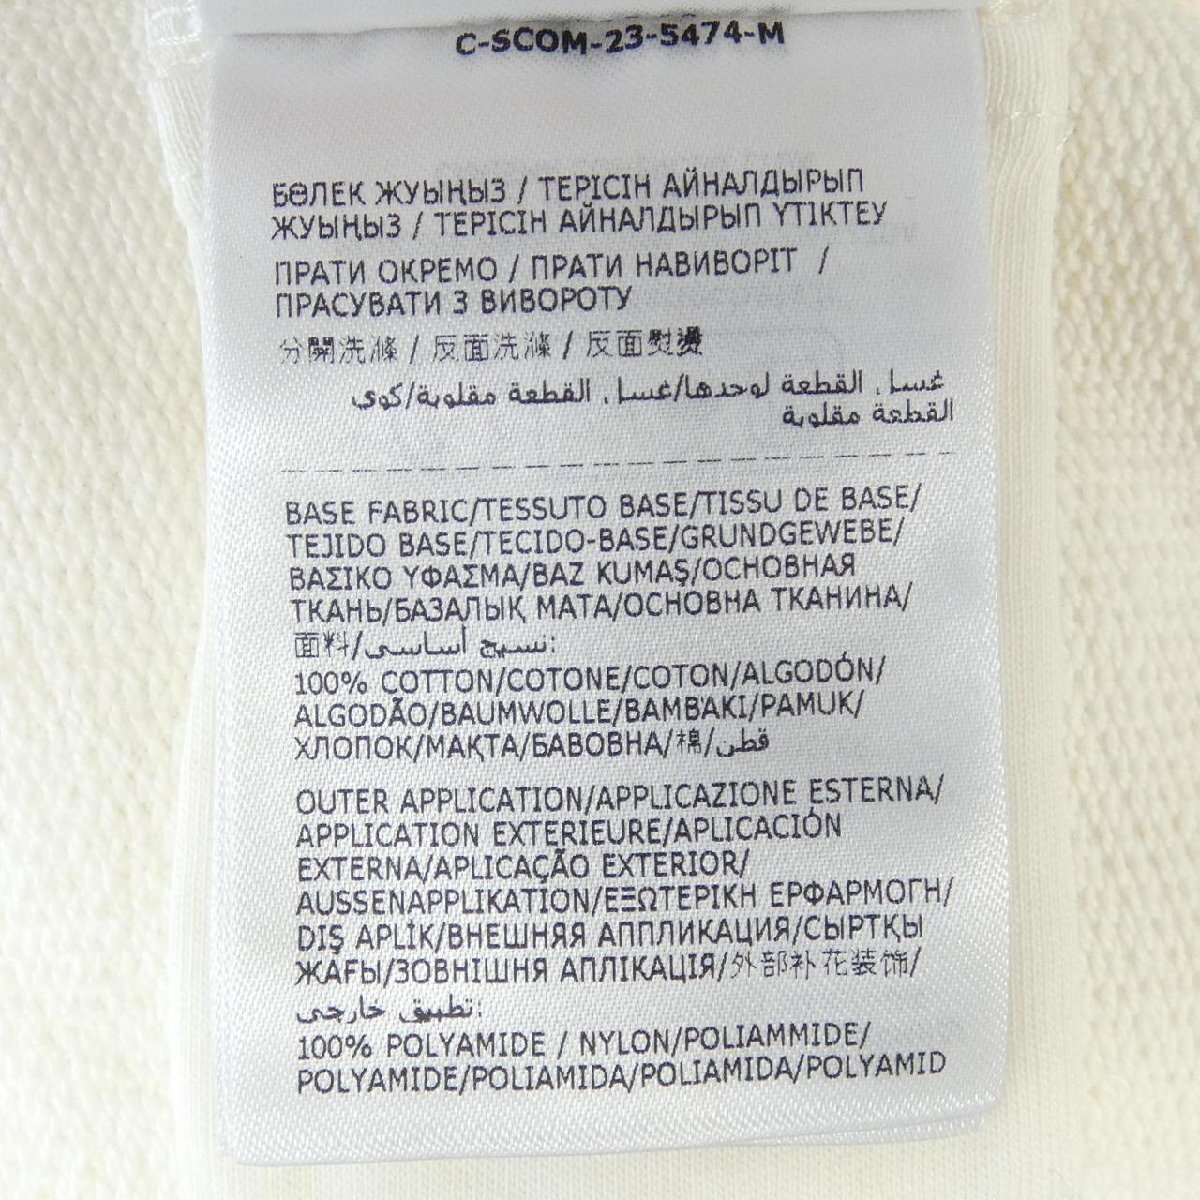 C-SCOM-23-5474-M
БӨЛЕК ЖУЫҢЫЗ / ТЕРІСІН АЙНАЛДЫРЫП
ЖУЫҢЫЗ / ТЕРІСІН АЙНАЛДЫРЫП ҮТІКТЕУ
ПРАТИ ОКРЕМО / ПРАТИ НАВИВОРІТ /
ПРАСУВАТИ З ВИВОРОТУ
分開洗滌 / 反面洗滌 / 反面熨燙
غسل القطعة لوحدها/غسل القطعة مقلوبة/كوي
القطعة مقلوبة
BASE FABRIC/TESSUTO BASE/TISSU DE BASE/
TEJIDO BASE/TECIDO-BASE/GRUNDGEWEBE/
ΒΑΣΙΚΟ ΥΦΑΣΜΑ/BAZ KUMAŞ/ОСНОВНАЯ
ТКАНЬ/БАЗАЛЫҚ МАТА/ОСНОВНА ТКАНИНА/
面料/نسيج أساسي:
100% COTTON/COTONE/COTON/ALGODÓN/
ALGODÃO/BAUMWOLLE/ΒΑΜΒΆΚΙ/PAMUK/
ХЛОПОК/МАҚТА/БАВОВНА/棉/قطن
OUTER APPLICATION/APPLICAZIONE ESTERNA/
APPLICATION EXTERIEURE/APLICACIÓN
EXTERNA/APLICAÇÃO EXTERIOR/
AUSSENAPPLIKATION/ΕΞΩΤΕΡΙΚΗ ΕΡΦΑΡΜΟΓΗ/
DIŞ APLİK/ВНЕШНЯЯ АППЛИКАЦИЯ/СЫРТҚЫ
ЖАҒЫ/ЗОВНІШНЯ АПЛІКАЦІЯ/外部补花装饰/
تطبيق خارجي:
100% POLYAMIDE / NYLON/POLIAMMIDE/
POLYAMIDE/POLIAMIDA/POLIAMIDA/POLYAMID